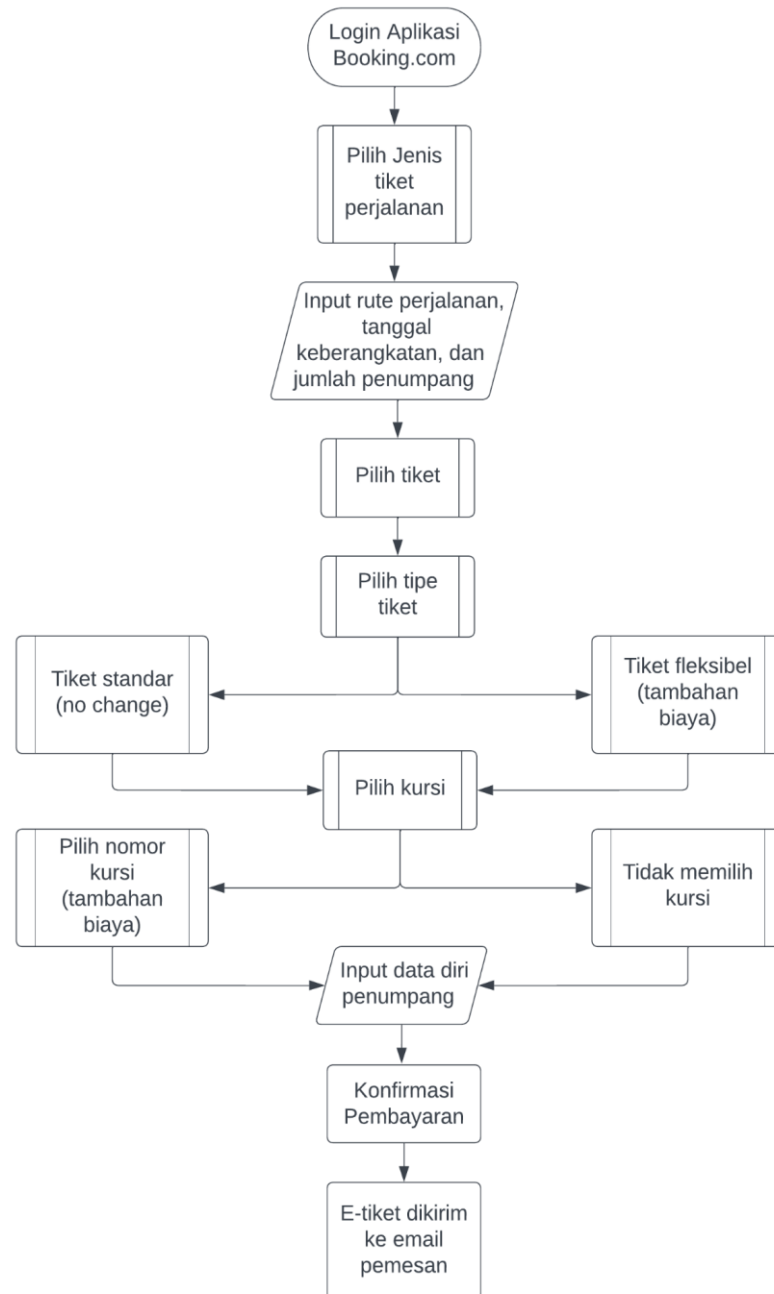 Login Aplikasi
Booking.com
Pilih Jenis
tiket
perjalanan
Input rute perjalanan,
tanggal
keberangkatan, dan
jumlah penumpang
Pilih tiket
Pilih tipe
tiket
Tiket standar
(no change)
Tiket fleksibel
(tambahan
biaya)
Pilih kursi
Pilih nomor
kursi
(tambahan
biaya)
Tidak memilih
kursi
Input data diri
penumpang
Konfirmasi
Pembayaran
E-tiket dikirim
ke email
pemesan